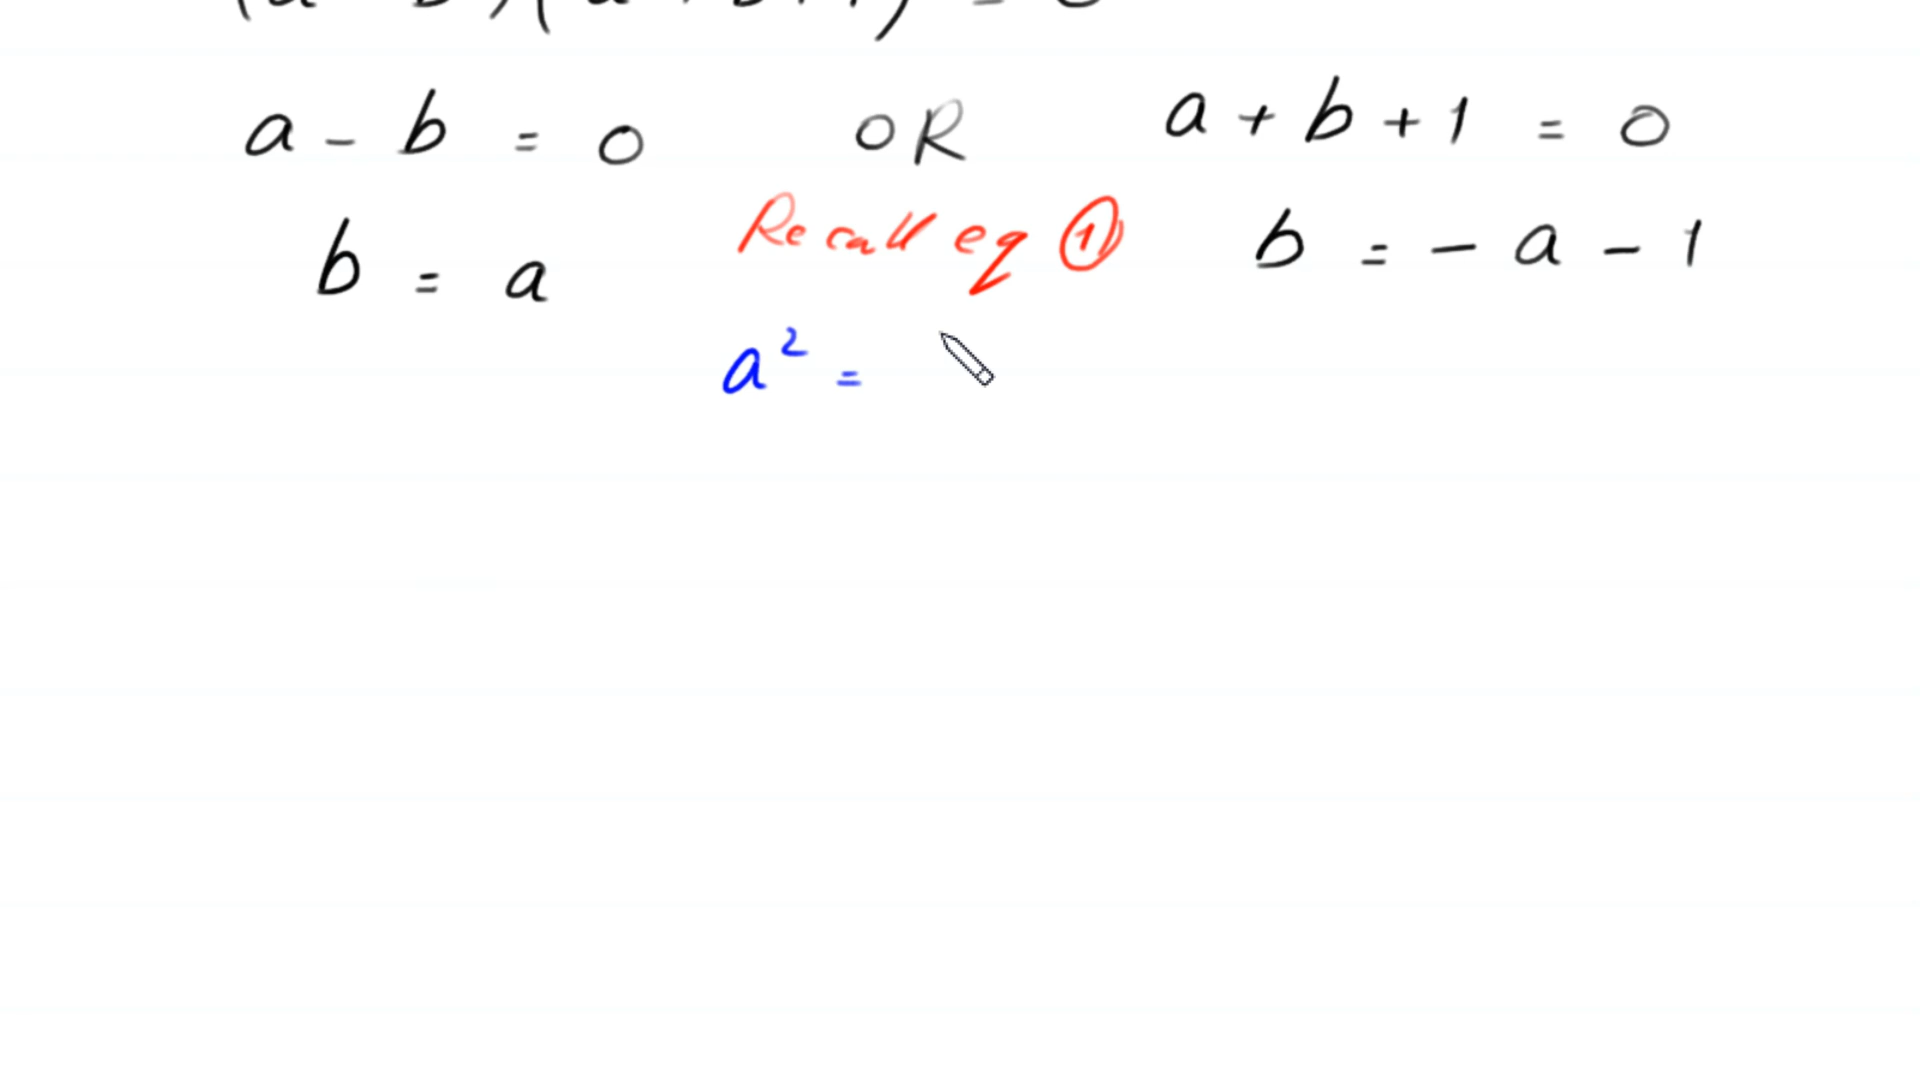 a - b = 0 OR a + b + 1 = 0
b = a Recall eq ① b = - a - 1
a² =